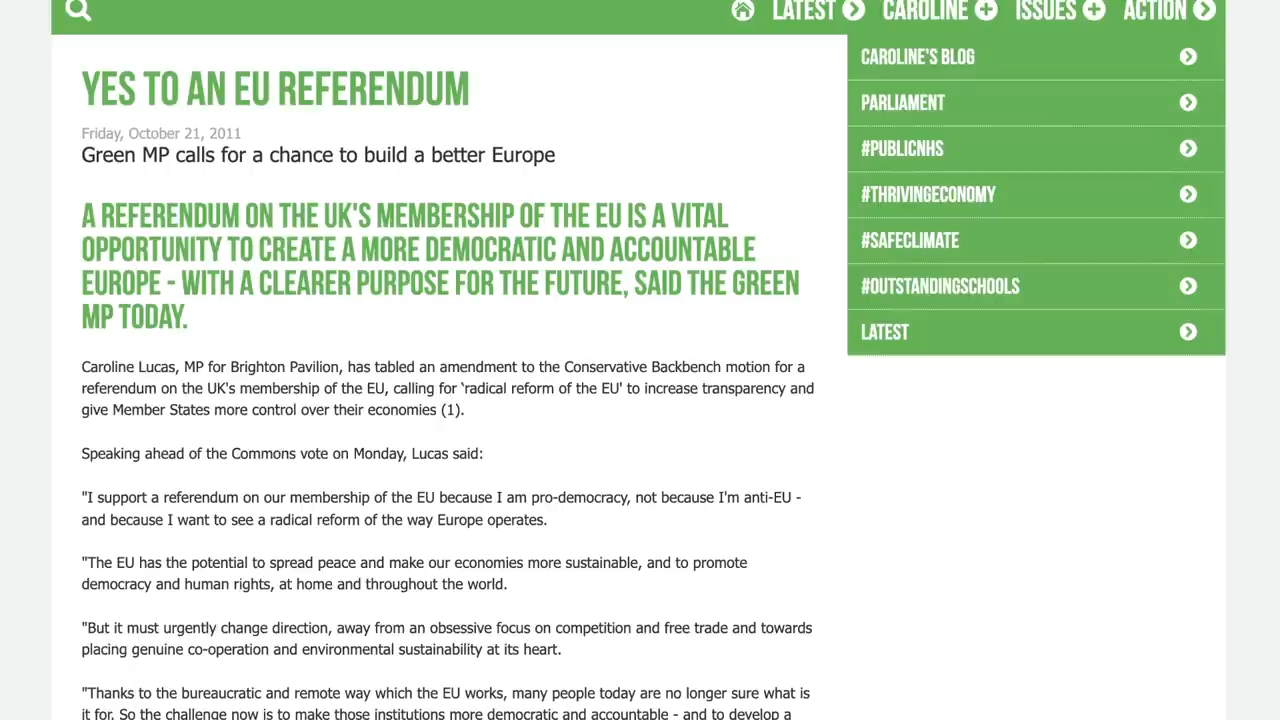 LATEST CAROLINE ISSUES ACTION
YES TO AN EU REFERENDUM
Friday, October 21, 2011
Green MP calls for a chance to build a better Europe
A REFERENDUM ON THE UK'S MEMBERSHIP OF THE EU IS A VITAL
OPPORTUNITY TO CREATE A MORE DEMOCRATIC AND ACCOUNTABLE
EUROPE - WITH A CLEARER PURPOSE FOR THE FUTURE, SAID THE GREEN
MP TODAY.
Caroline Lucas, MP for Brighton Pavilion, has tabled an amendment to the Conservative Backbench motion for a
referendum on the UK's membership of the EU, calling for 'radical reform of the EU' to increase transparency and
give Member States more control over their economies (1).
Speaking ahead of the Commons vote on Monday, Lucas said:
"I support a referendum on our membership of the EU because I am pro-democracy, not because I'm anti-EU -
and because I want to see a radical reform of the way Europe operates.
"The EU has the potential to spread peace and make our economies more sustainable, and to promote
democracy and human rights, at home and throughout the world.
"But it must urgently change direction, away from an obsessive focus on competition and free trade and towards
placing genuine co-operation and environmental sustainability at its heart.
"Thanks to the bureaucratic and remote way which the EU works, many people today are no longer sure what is
it for. So the challenge now is to make those institutions more democratic and accountable - and to develop a
CAROLINE'S BLOG
PARLIAMENT
#PUBLICNHS
#THRIVINGECONOMY
#SAFECLIMATE
#OUTSTANDINGSCHOOLS
LATEST